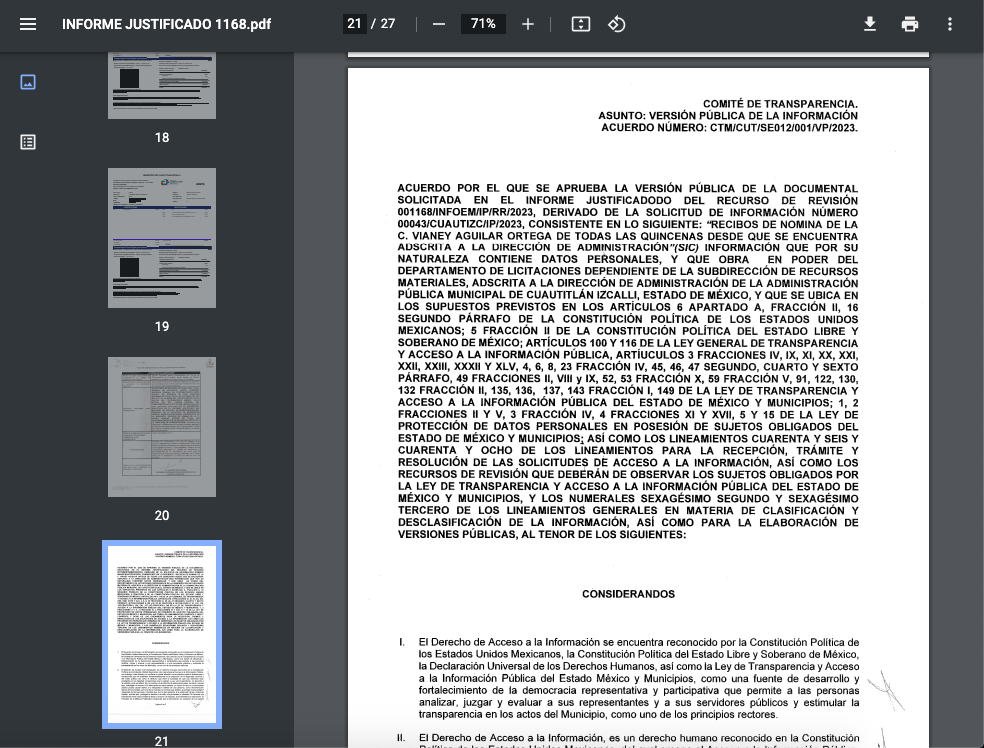 INFORME JUSTIFICADO 1168.pdf
21 / 27
71%
18
19
20
21
COMITÉ DE TRANSPARENCIA.
ASUNTO: VERSIÓN PÚBLICA DE LA INFORMACIÓN
ACUERDO NÚMERO: CTM/CUT/SE012/001/VP/2023.
ACUERDO POR EL QUE SE APRUEBA LA VERSIÓN PÚBLICA DE LA DOCUMENTAL
SOLICITADA EN EL INFORME JUSTIFICADODO DEL RECURSO DE REVISIÓN
001168/INFOEM/IP/RR/2023, DERIVADO DE LA SOLICITUD DE INFORMACIÓN NÚMERO
00043/CUAUTIZC/IP/2023, CONSISTENTE EN LO SIGUIENTE: "RECIBOS DE NOMINA DE LA
C. VIANEY AGUILAR ORTEGA DE TODAS LAS QUINCENAS DESDE QUE SE ENCUENTRA
ADSCRITA A LA DIRECCIÓN DE ADMINISTRACIÓN"(SIC) INFORMACIÓN QUE POR SU
NATURALEZA CONTIENE DATOS PERSONALES, Y QUE OBRA EN PODER DEL
DEPARTAMENTO DE LICITACIONES DEPENDIENTE DE LA SUBDIRECCIÓN DE RECURSOS
MATERIALES, ADSCRITA A LA DIRECCIÓN DE ADMINISTRACIÓN DE LA ADMINISTRACIÓN
PÚBLICA MUNICIPAL DE CUAUTITLÁN IZCALLI, ESTADO DE MÉXICO, Y QUE SE UBICA EN
LOS SUPUESTOS PREVISTOS EN LOS ARTÍCULOS 6 APARTADO A, FRACCIÓN II, 16
SEGUNDO PÁRRAFO DE LA CONSTITUCIÓN POLÍTICA DE LOS ESTADOS UNIDOS
MEXICANOS; 5 FRACCIÓN II DE LA CONSTITUCIÓN POLÍTICA DEL ESTADO LIBRE Y
SOBERANO DE MÉXICO; ARTÍCULOS 100 Y 116 DE LA LEY GENERAL DE TRANSPARENCIA
Y ACCESO A LA INFORMACIÓN PÚBLICA, ARTÍUCULOS 3 FRACCIONES IV, IX, XI, XX, XXI,
XXII, XXIII, XXXII Y XLV, 4, 6, 8, 23 FRACCIÓN IV, 45, 46, 47 SEGUNDO, CUARTO Y SEXTO
PÁRRAFO, 49 FRACCIONES II, VIII y IX, 52, 53 FRACCIÓN X, 59 FRACCIÓN V, 91, 122, 130,
132 FRACCIÓN II, 135, 136, 137, 143 FRACCIÓN I, 149 DE LA LEY DE TRANSPARENCIA Y
ACCESO A LA INFORMACIÓN PÚBLICA DEL ESTADO DE MÉXICO Y MUNICIPIOS; 1, 2
FRACCIONES II Y V, 3 FRACCIÓN IV, 4 FRACCIONES XI Y XVII, 5 Y 15 DE LA LEY DE
PROTECCIÓN DE DATOS PERSONALES EN POSESIÓN DE SUJETOS OBLIGADOS DEL
ESTADO DE MÉXICO Y MUNICIPIOS; ASÍ COMO LOS LINEAMIENTOS CUARENTA Y SEIS Y
CUARENTA Y OCHO DE LOS LINEAMIENTOS PARA LA RECEPCIÓN, TRÁMITE Y
RESOLUCIÓN DE LAS SOLICITUDES DE ACCESO A LA INFORMACIÓN, ASÍ COMO LOS
RECURSOS DE REVISIÓN QUE DEBERÁN DE OBSERVAR LOS SUJETOS OBLIGADOS POR
LA LEY DE TRANSPARENCIA Y ACCESO A LA INFORMACIÓN PÚBLICA DEL ESTADO DE
MÉXICO Y MUNICIPIOS, Y LOS NUMERALES SEXAGÉSIMO SEGUNDO Y SEXAGÉSIMO
TERCERO DE LOS LINEAMIENTOS GENERALES EN MATERIA DE CLASIFICACIÓN Y
DESCLASIFICACIÓN DE LA INFORMACIÓN, ASÍ COMO PARA LA ELABORACIÓN DE
VERSIONES PÚBLICAS, AL TENOR DE LOS SIGUIENTES:
CONSIDERANDOS
I. El Derecho de Acceso a la Información se encuentra reconocido por la Constitución Política de
los Estados Unidos Mexicanos, la Constitución Política del Estado Libre y Soberano de México,
la Declaración Universal de los Derechos Humanos, así como la Ley de Transparencia y Acceso
a la Información Pública del Estado México y Municipios, como una fuente de desarrollo y
fortalecimiento de la democracia representativa y participativa que permite a las personas
analizar, juzgar y evaluar a sus representantes y a sus servidores públicos y estimular la
transparencia en los actos del Municipio, como uno de los principios rectores.
II. El Derecho de Acceso a la Información, es un derecho humano reconocido en la Constitución